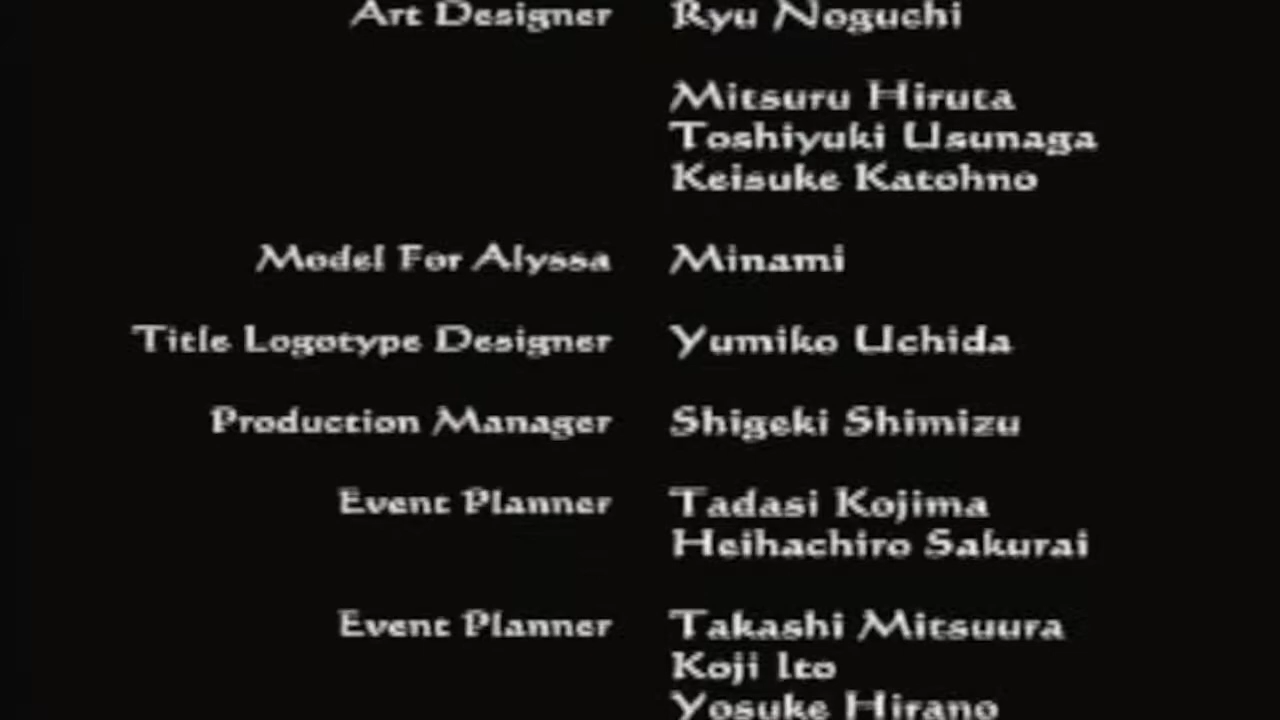 Art Designer Ryu Noguchi
Mitsuru Hiruta
Toshiyuki Usunaga
Keisuke Katohno
Model For Alyssa Minami
Title Logotype Designer Yumiko Uchida
Production Manager Shigeki Shimizu
Event Planner Tadasi Kojima
Heihachiro Sakurai
Event Planner Takashi Mitsuura
Koji Ito
Yosuke Hirano